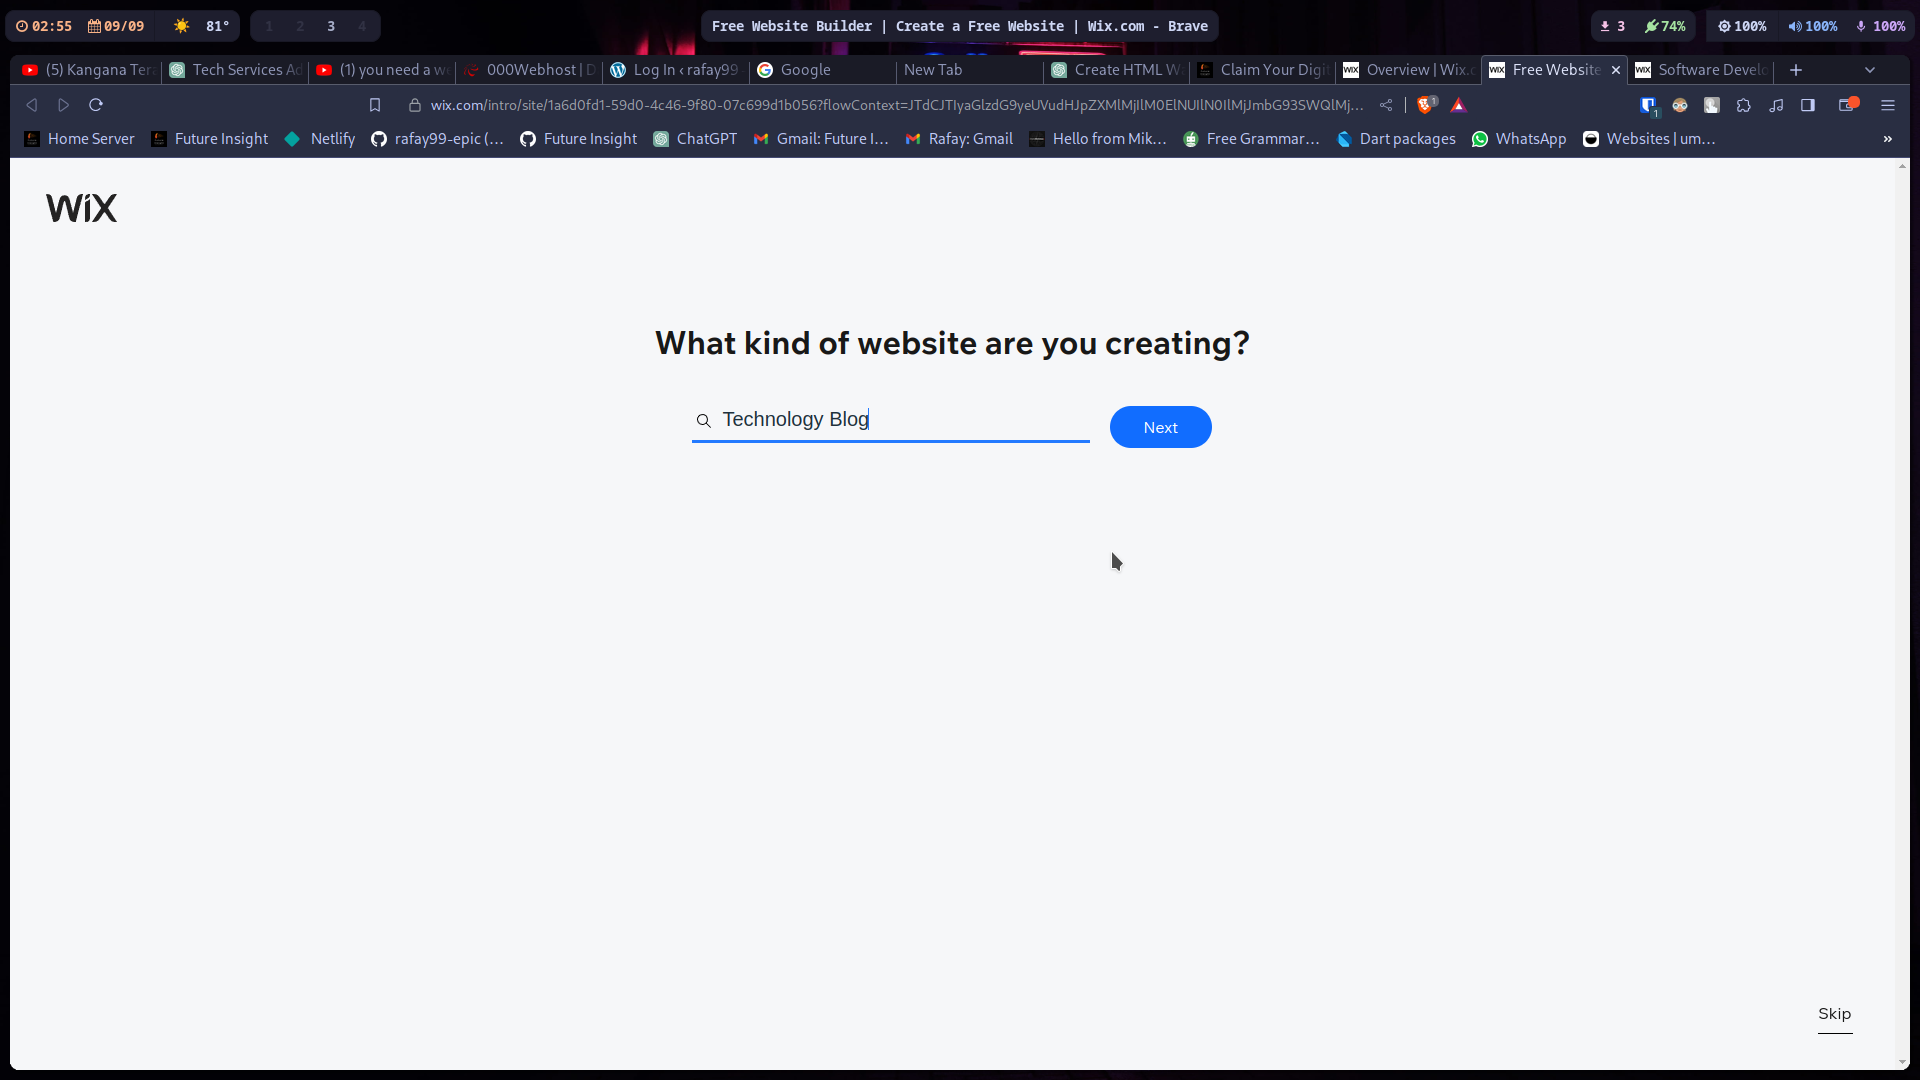 02:55 09/09 81° 1 2 3 4 Free Website Builder | Create a Free Website | Wix.com - Brave 3 74% 100% 100% 100%
(5) Kangana Ter Tech Services Ad (1) you need a we 000Webhost | D Log In ‹ rafay99 Google New Tab Create HTML W Claim Your Digi Overview | Wix.c Free Website Software Develo
wix.com/intro/site/1a6d0fd1-59d0-4c46-9f80-07c699d1b056?flowContext=JTdCJTIyaGlzdG9yeUVudHJpZXMlMjIlM0ElNUIlN0IlMjJmbG93SWQlMj… 1 1
Home Server Future Insight Netlify rafay99-epic (… Future Insight ChatGPT Gmail: Future I… Rafay: Gmail Hello from Mik… Free Grammar… Dart packages WhatsApp Websites | um… »
WiX
What kind of website are you creating?
Technology Blog
Next
Skip